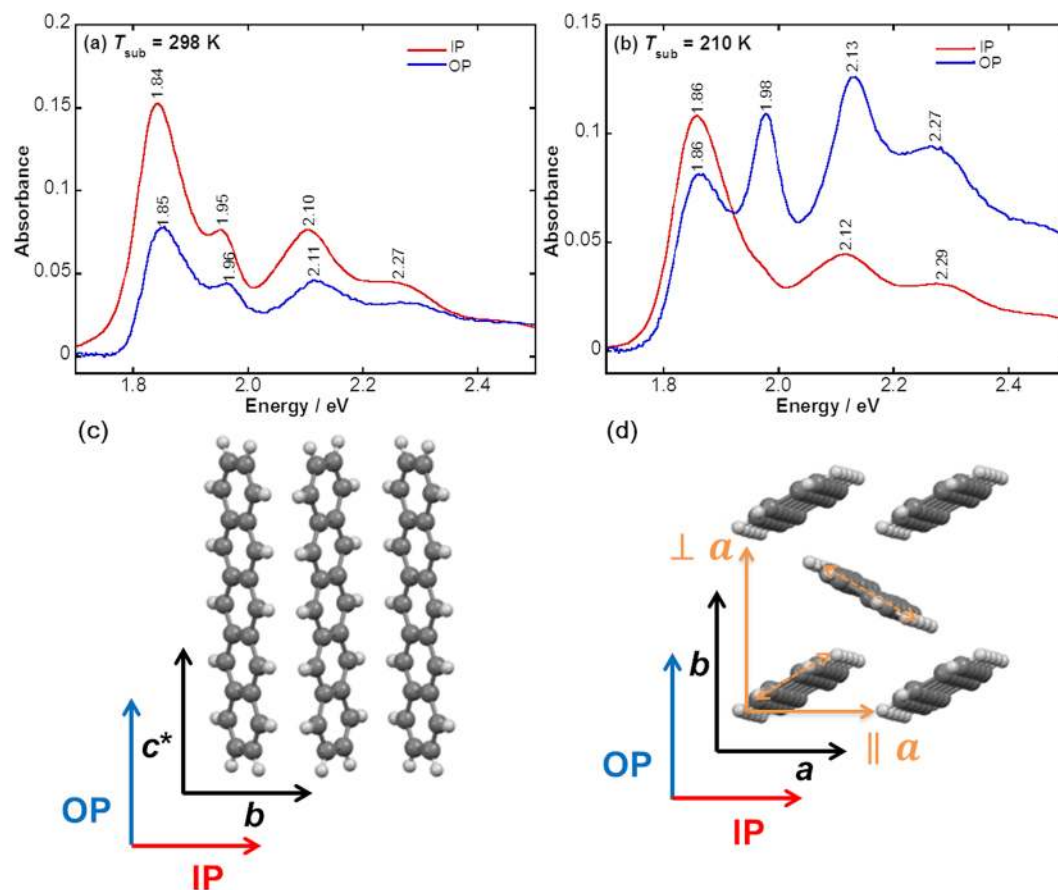 (a) T_sub = 298 K
IP
OP
Absorbance
0.2
0.15
0.1
0.05
0
1.84
1.85
1.95
1.96
2.10
2.11
2.27
1.8 2.0 2.2 2.4
Energy / eV
(b) T_sub = 210 K
IP
OP
Absorbance
0.15
0.1
0.05
0
1.86
1.86
1.98
2.13
2.27
2.12
2.29
1.8 2.0 2.2 2.4
Energy / eV
(c)
c*
b
OP
IP
(d)
⊥ a
b
∥ a
a
OP
IP